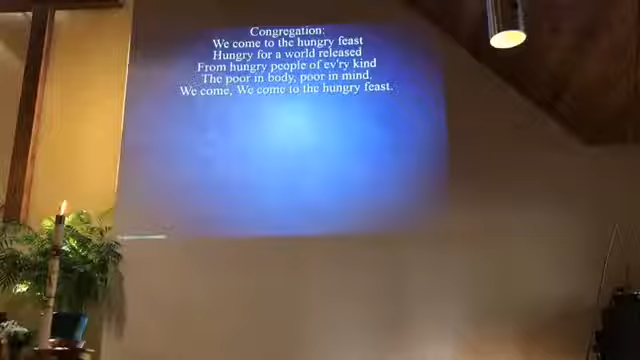 Congregation:
We come to the hungry feast
Hungry for a world released
From hungry people of ev'ry kind
The poor in body, poor in mind,
We come, We come to the hungry feast.